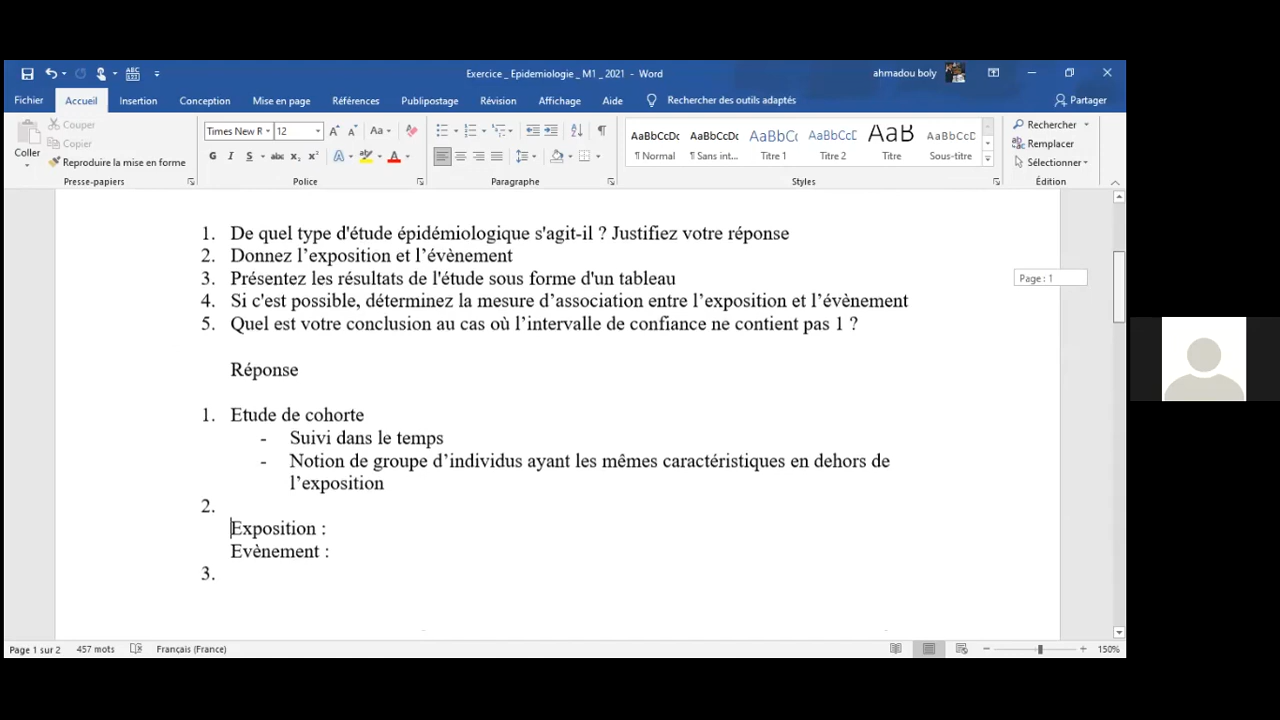 Exercice _ Epidemiologie _ M1 _ 2021 - Word
ahmadou boly
Fichier Accueil Insertion Conception Mise en page Références Publipostage Révision Affichage Aide Rechercher des outils adaptés Partager
Coller
Couper
Copier
Reproduire la mise en forme
Presse-papiers
Times New R 12
Police
Paragraphe
AaBbCcDc AaBbCcDc AaBbC( AaBbCcD AaB AaBbCcD
¶ Normal ¶ Sans int... Titre 1 Titre 2 Titre Sous-titre
Styles
Rechercher
Remplacer
Sélectionner
Édition
1. De quel type d'étude épidémiologique s'agit-il ? Justifiez votre réponse
2. Donnez l’exposition et l’évènement
3. Présentez les résultats de l'étude sous forme d'un tableau
Page : 1
4. Si c'est possible, déterminez la mesure d’association entre l’exposition et l’évènement
5. Quel est votre conclusion au cas où l’intervalle de confiance ne contient pas 1 ?
Réponse
1. Etude de cohorte
- Suivi dans le temps
- Notion de groupe d’individus ayant les mêmes caractéristiques en dehors de
l’exposition
2.
Exposition :
Evènement :
3.
Page 1 sur 2 457 mots Français (France) 150%